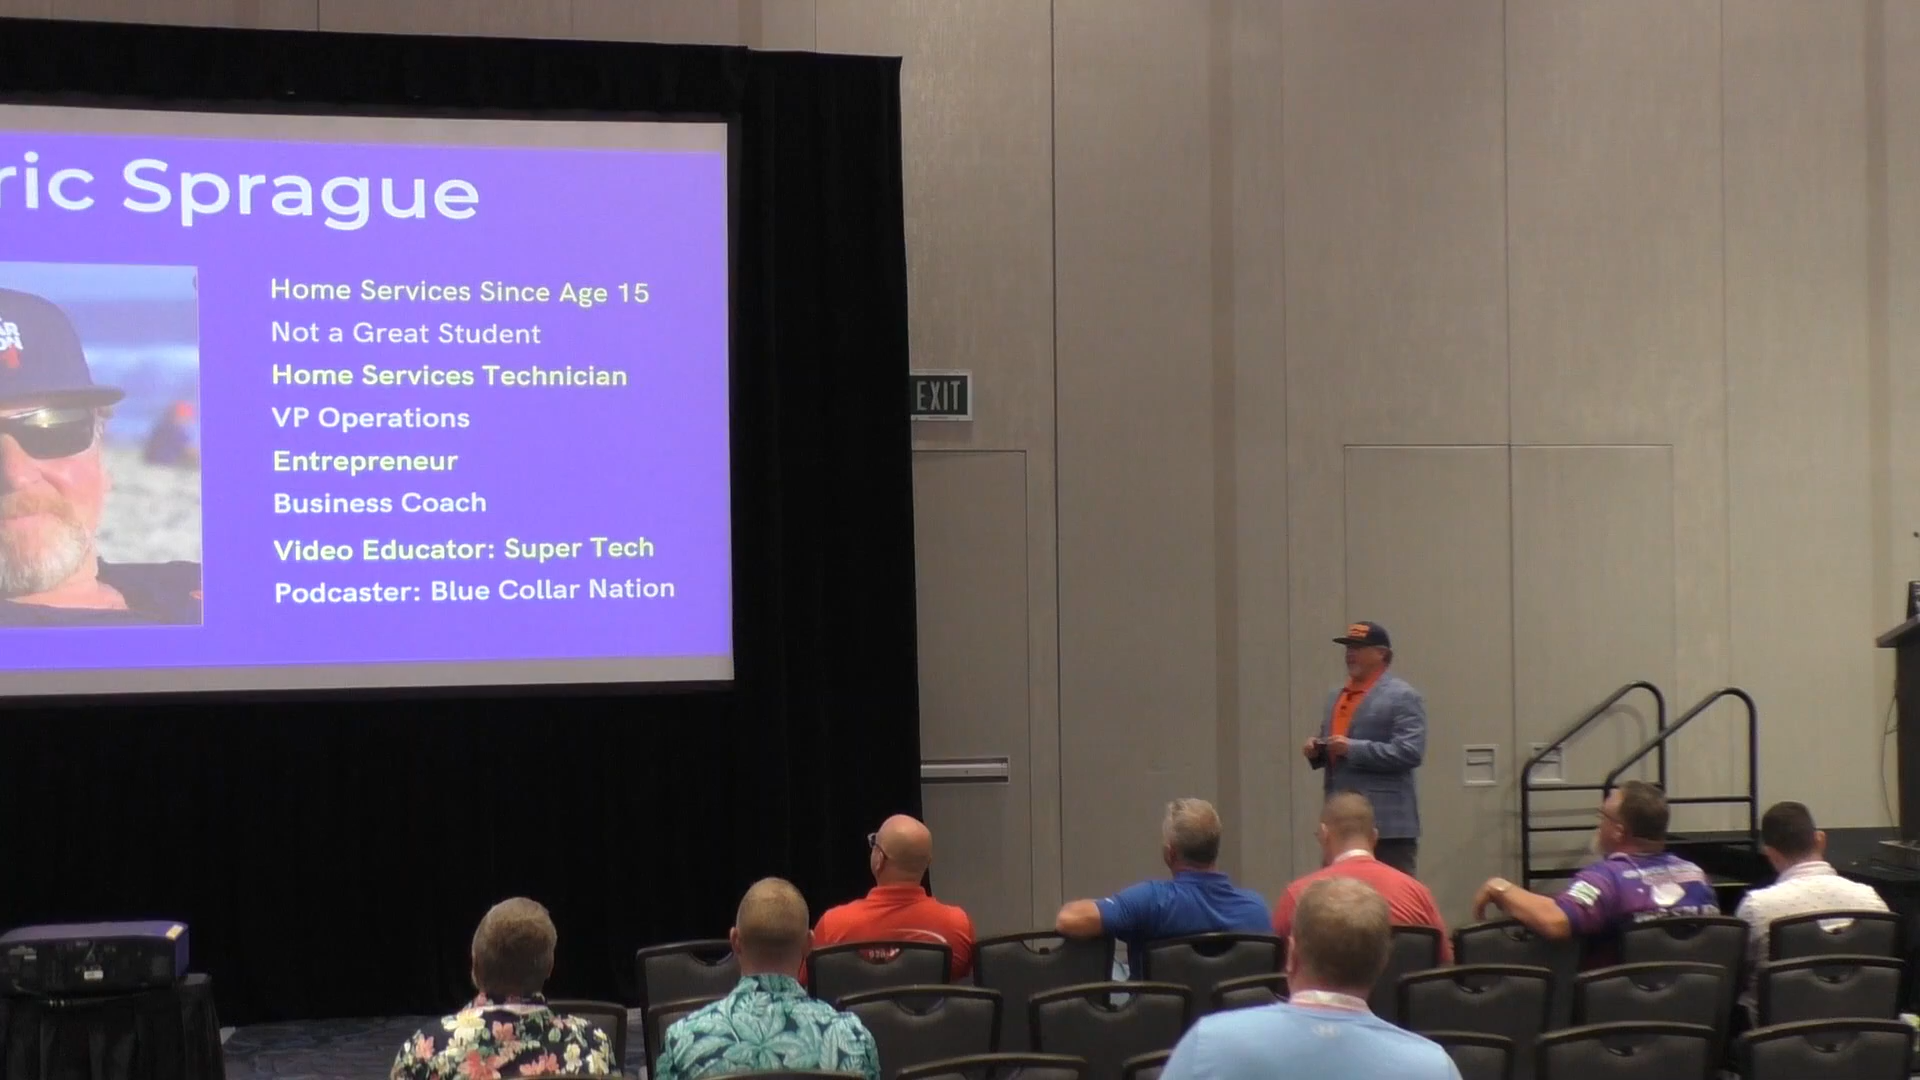 ric Sprague
Home Services Since Age 15
Not a Great Student
Home Services Technician
VP Operations
Entrepreneur
Business Coach
Video Educator: Super Tech
Podcaster: Blue Collar Nation
EXIT